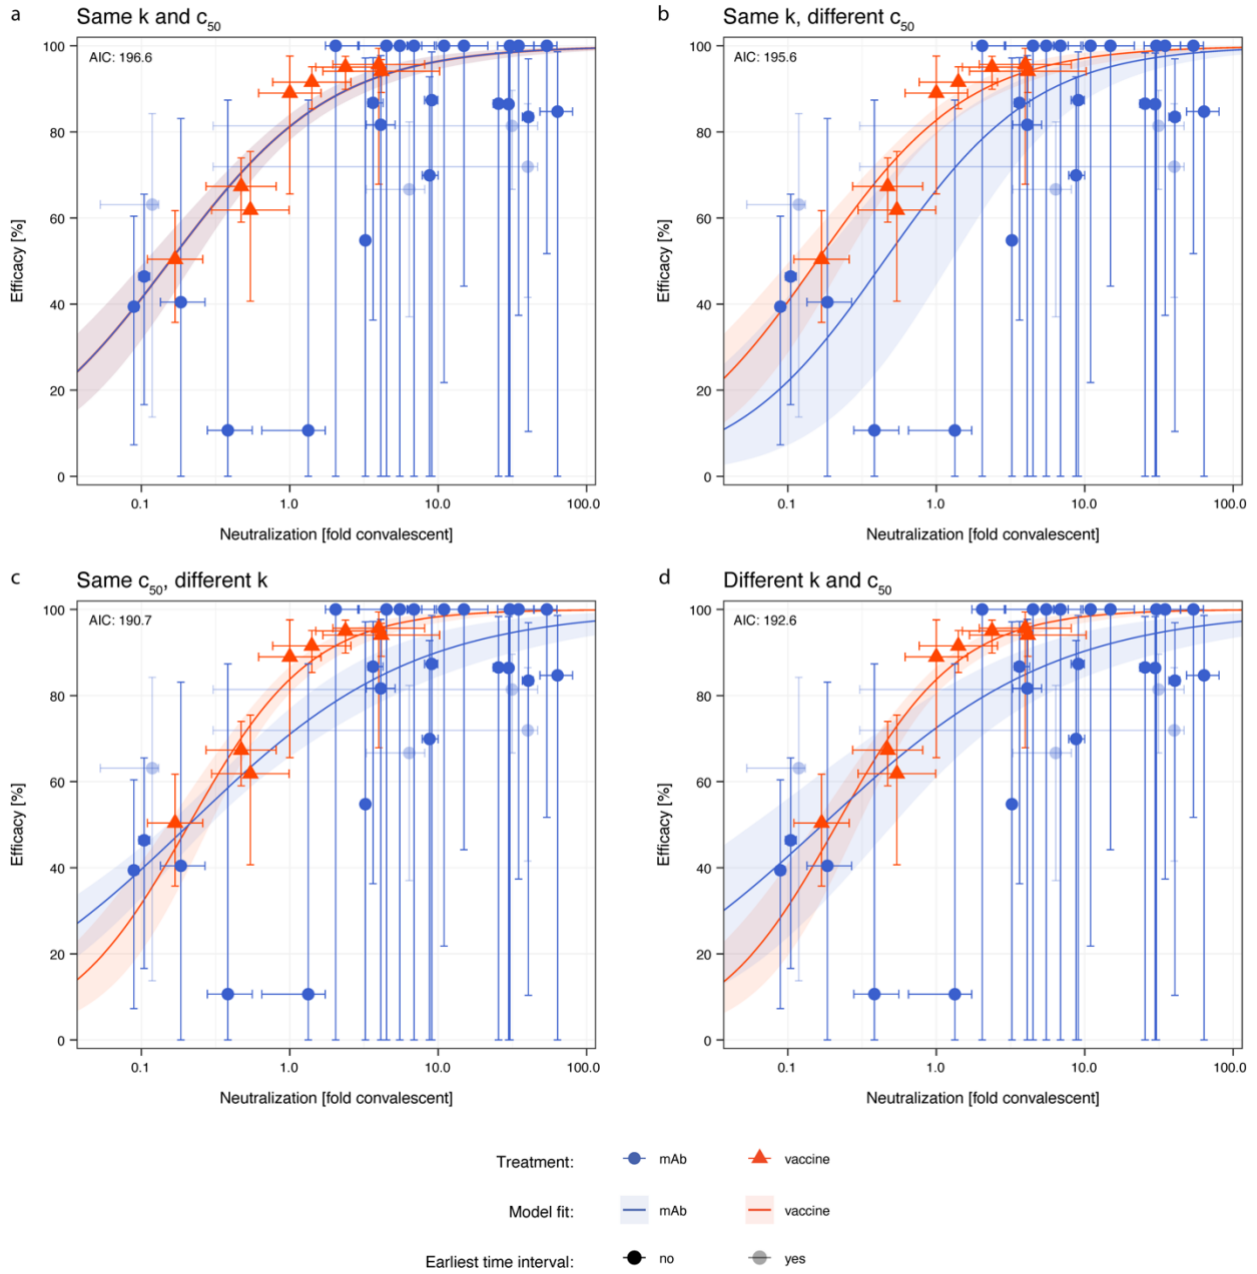 a
Same k and c50
AIC: 196.6
100
80
60
40
20
0
Efficacy [%]
0.1
1.0
10.0
100.0
Neutralization [fold convalescent]
b
Same k, different c50
AIC: 195.6
100
80
60
40
20
0
Efficacy [%]
0.1
1.0
10.0
100.0
Neutralization [fold convalescent]
c
Same c50, different k
AIC: 190.7
100
80
60
40
20
0
Efficacy [%]
0.1
1.0
10.0
100.0
Neutralization [fold convalescent]
d
Different k and c50
AIC: 192.6
100
80
60
40
20
0
Efficacy [%]
0.1
1.0
10.0
100.0
Neutralization [fold convalescent]
Treatment: mAb vaccine
Model fit: mAb vaccine
Earliest time interval: no yes